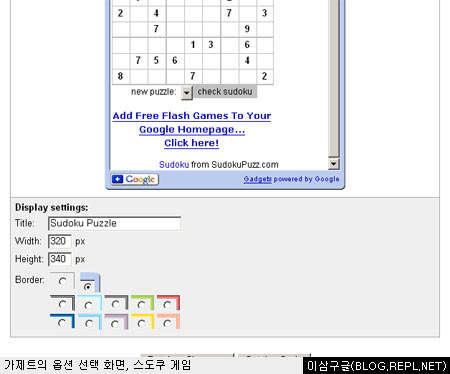 2 4 7 2 3
7 9
1 3 6
7 5 6 4
8 7 2
new puzzle: check sudoku
Add Free Flash Games To Your
Google Homepage...
Click here!
Sudoku from SudokuPuzz.com
Google Gadgets powered by Google
Display settings:
Title: Sudoku Puzzle
Width: 320 px
Height: 340 px
Border:
가제트의 옵션 선택 화면, 스도쿠 게임
이삼구글(BLOG.REPL.NET)